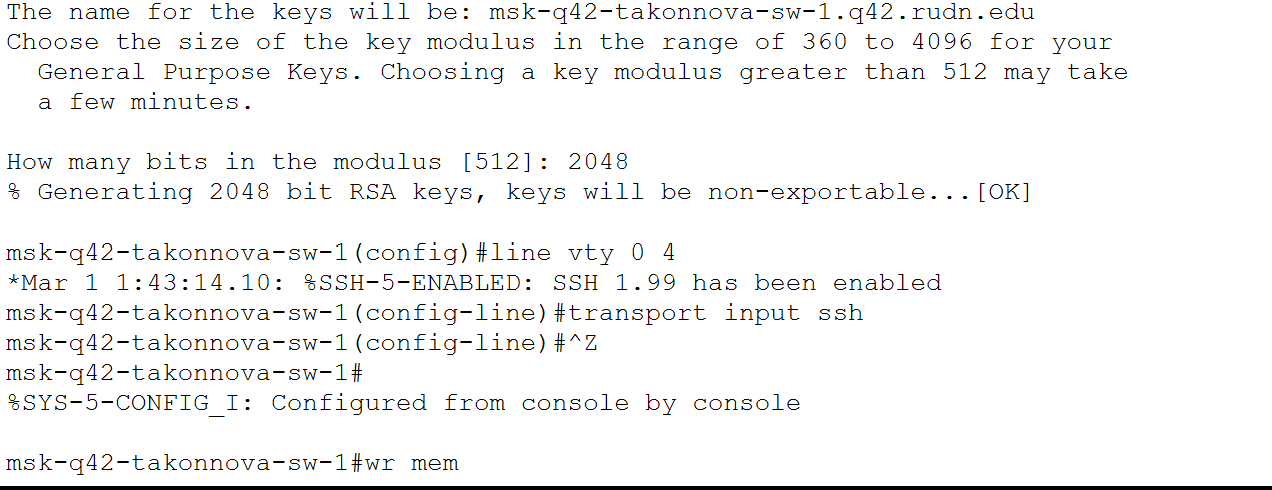 The name for the keys will be: msk-q42-takonnova-sw-1.q42.rudn.edu
Choose the size of the key modulus in the range of 360 to 4096 for your
General Purpose Keys. Choosing a key modulus greater than 512 may take
a few minutes.
How many bits in the modulus [512]: 2048
% Generating 2048 bit RSA keys, keys will be non-exportable...[OK]
msk-q42-takonnova-sw-1(config)#line vty 0 4
*Mar 1 1:43:14.10: %SSH-5-ENABLED: SSH 1.99 has been enabled
msk-q42-takonnova-sw-1(config-line)#transport input ssh
msk-q42-takonnova-sw-1(config-line)#^Z
msk-q42-takonnova-sw-1#
%SYS-5-CONFIG_I: Configured from console by console
msk-q42-takonnova-sw-1#wr mem